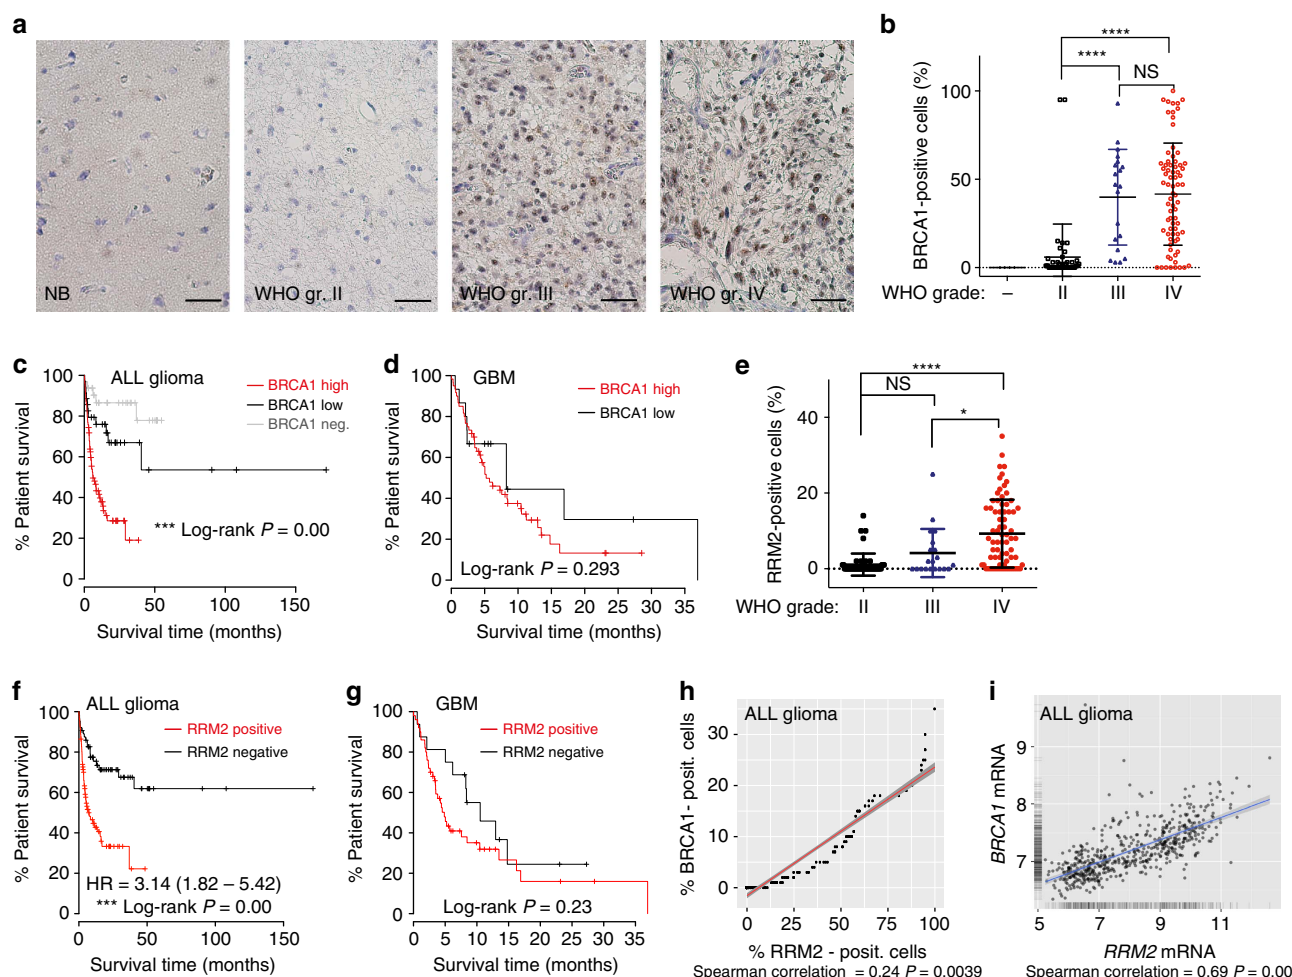 a
NB
WHO gr. II
WHO gr. III
WHO gr. IV
b
****
****
NS
BRCA1-positive cells (%)
100
50
0
WHO grade: – II III IV
c
ALL glioma
BRCA1 high
BRCA1 low
BRCA1 neg.
% Patient survival
100
80
60
40
20
0
*** Log-rank P = 0.00
0 50 100 150
Survival time (months)
d
GBM
BRCA1 high
BRCA1 low
% Patient survival
100
80
60
40
20
0
Log-rank P = 0.293
0 5 10 15 20 25 30 35
Survival time (months)
e
****
NS
*
RRM2-positive cells (%)
40
20
0
WHO grade: II III IV
f
ALL glioma
RRM2 positive
RRM2 negative
% Patient survival
100
80
60
40
20
0
HR = 3.14 (1.82 – 5.42)
*** Log-rank P = 0.00
0 50 100 150
Survival time (months)
g
GBM
RRM2 positive
RRM2 negative
% Patient survival
100
80
60
40
20
0
Log-rank P = 0.23
0 5 10 15 20 25 30 35
Survival time (months)
h
ALL glioma
% BRCA1- posit. cells
30
20
10
0
0 25 50 75 100
% RRM2 - posit. cells
Spearman correlation = 0.24 P = 0.0039
i
ALL glioma
BRCA1 mRNA
9
8
7
5 7 9 11
RRM2 mRNA
Spearman correlation = 0.69 P = 0.00